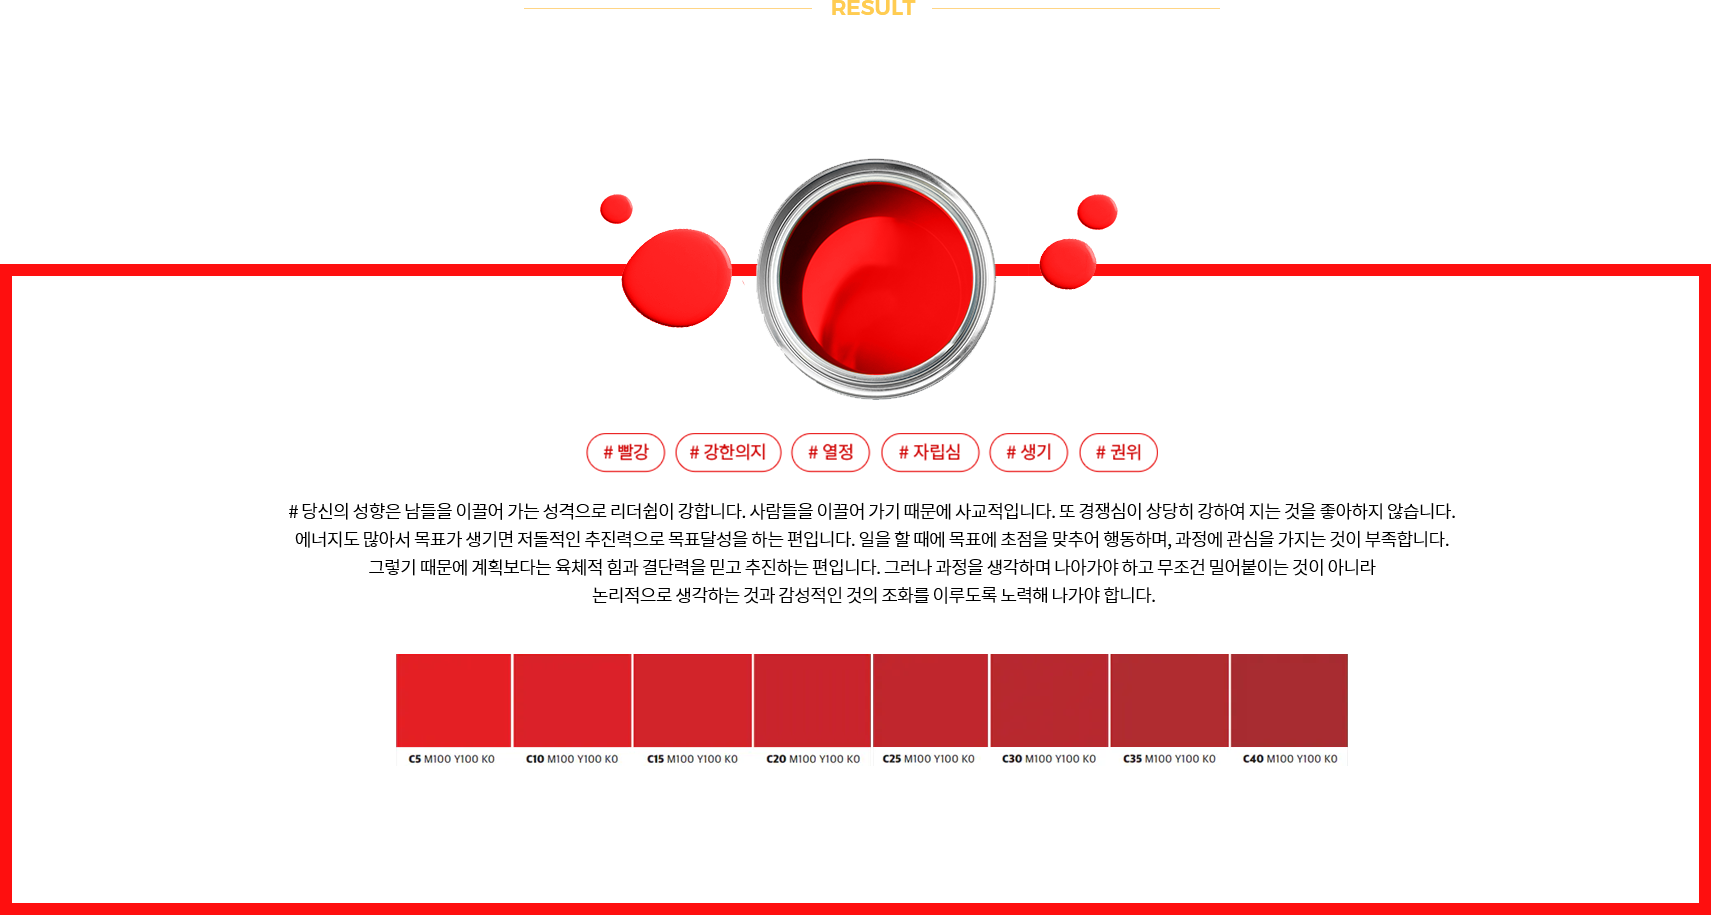 RESULT
# 빨강 # 강한의지 # 열정 # 자립심 # 생기 # 권위
# 당신의 성향은 남들을 이끌어 가는 성격으로 리더쉽이 강합니다. 사람들을 이끌어 가기 때문에 사교적입니다. 또 경쟁심이 상당히 강하여 지는 것을 좋아하지 않습니다.
에너지도 많아서 목표가 생기면 저돌적인 추진력으로 목표달성을 하는 편입니다. 일을 할 때에 목표에 초점을 맞추어 행동하며, 과정에 관심을 가지는 것이 부족합니다.
그렇기 때문에 계획보다는 육체적 힘과 결단력을 믿고 추진하는 편입니다. 그러나 과정을 생각하며 나아가야 하고 무조건 밀어붙이는 것이 아니라
논리적으로 생각하는 것과 감성적인 것의 조화를 이루도록 노력해 나가야 합니다.
C5 M100 Y100 K0 C10 M100 Y100 K0 C15 M100 Y100 K0 C20 M100 Y100 K0 C25 M100 Y100 K0 C30 M100 Y100 K0 C35 M100 Y100 K0 C40 M100 Y100 K0